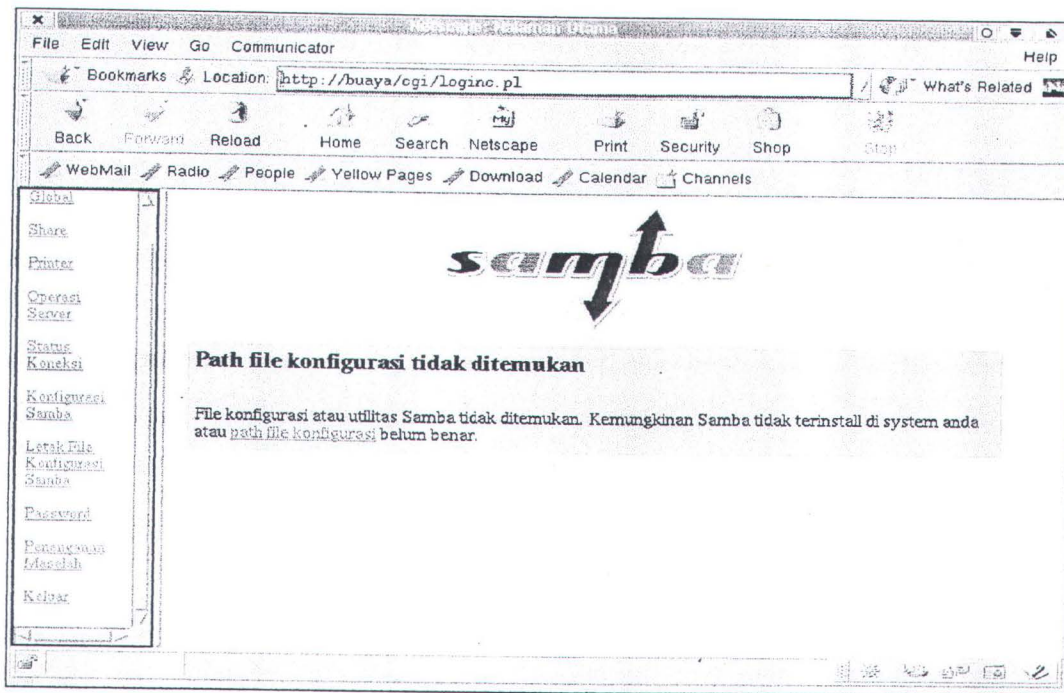 Halaman Utama
File Edit View Go Communicator
Help
Bookmarks Location: http://buaya/cgi/loginc.pl What's Related
Back Forward Reload Home Search Netscape Print Security Shop Stop
My
WebMail Radio People Yellow Pages Download Calendar Channels
Global
Share
Printer
Operasi
Server
Status
Koneksi
Konfigurasi
Samba
Letak File
Konfigurasi
Samba
Password
Penanganan
Masalah
Keluar
samba
Path file konfigurasi tidak ditemukan
File konfigurasi atau utilitas Samba tidak ditemukan. Kemungkinan Samba tidak terinstall di system anda
atau path file konfigurasi belum benar.